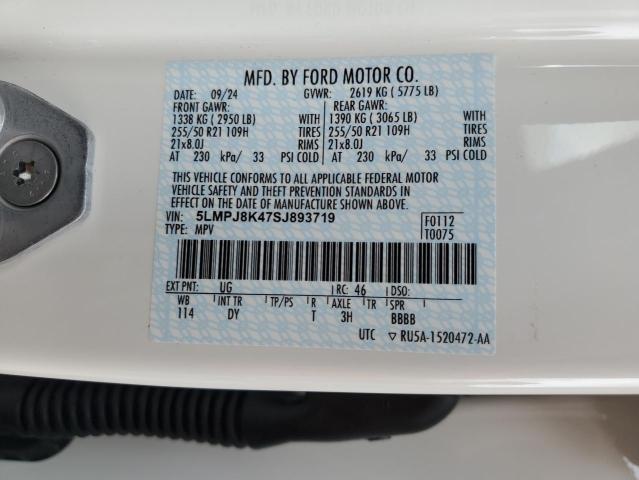 MFD. BY FORD MOTOR CO.
DATE: 09/24 GVWR: 2619 KG ( 5775 LB)
FRONT GAWR: REAR GAWR:
1338 KG ( 2950 LB) WITH 1390 KG ( 3065 LB) WITH
255/50 R21 109H TIRES 255/50 R21 109H TIRES
21x8.0J RIMS 21x8.0J RIMS
AT 230 kPa/ 33 PSI COLD AT 230 kPa/ 33 PSI COLD
THIS VEHICLE CONFORMS TO ALL APPLICABLE FEDERAL MOTOR
VEHICLE SAFETY AND THEFT PREVENTION STANDARDS IN
EFFECT ON THE DATE OF MANUFACTURE SHOWN ABOVE.
VIN: 5LMPJ8K47SJ893719 F0112
TYPE: MPV T0075
EXT PNT: UG RC: 46 DSO:
WB INT TR TP/PS R AXLE TR SPR
114 DY T 3H BBBB
UTC ▽ RU5A-1520472-AA